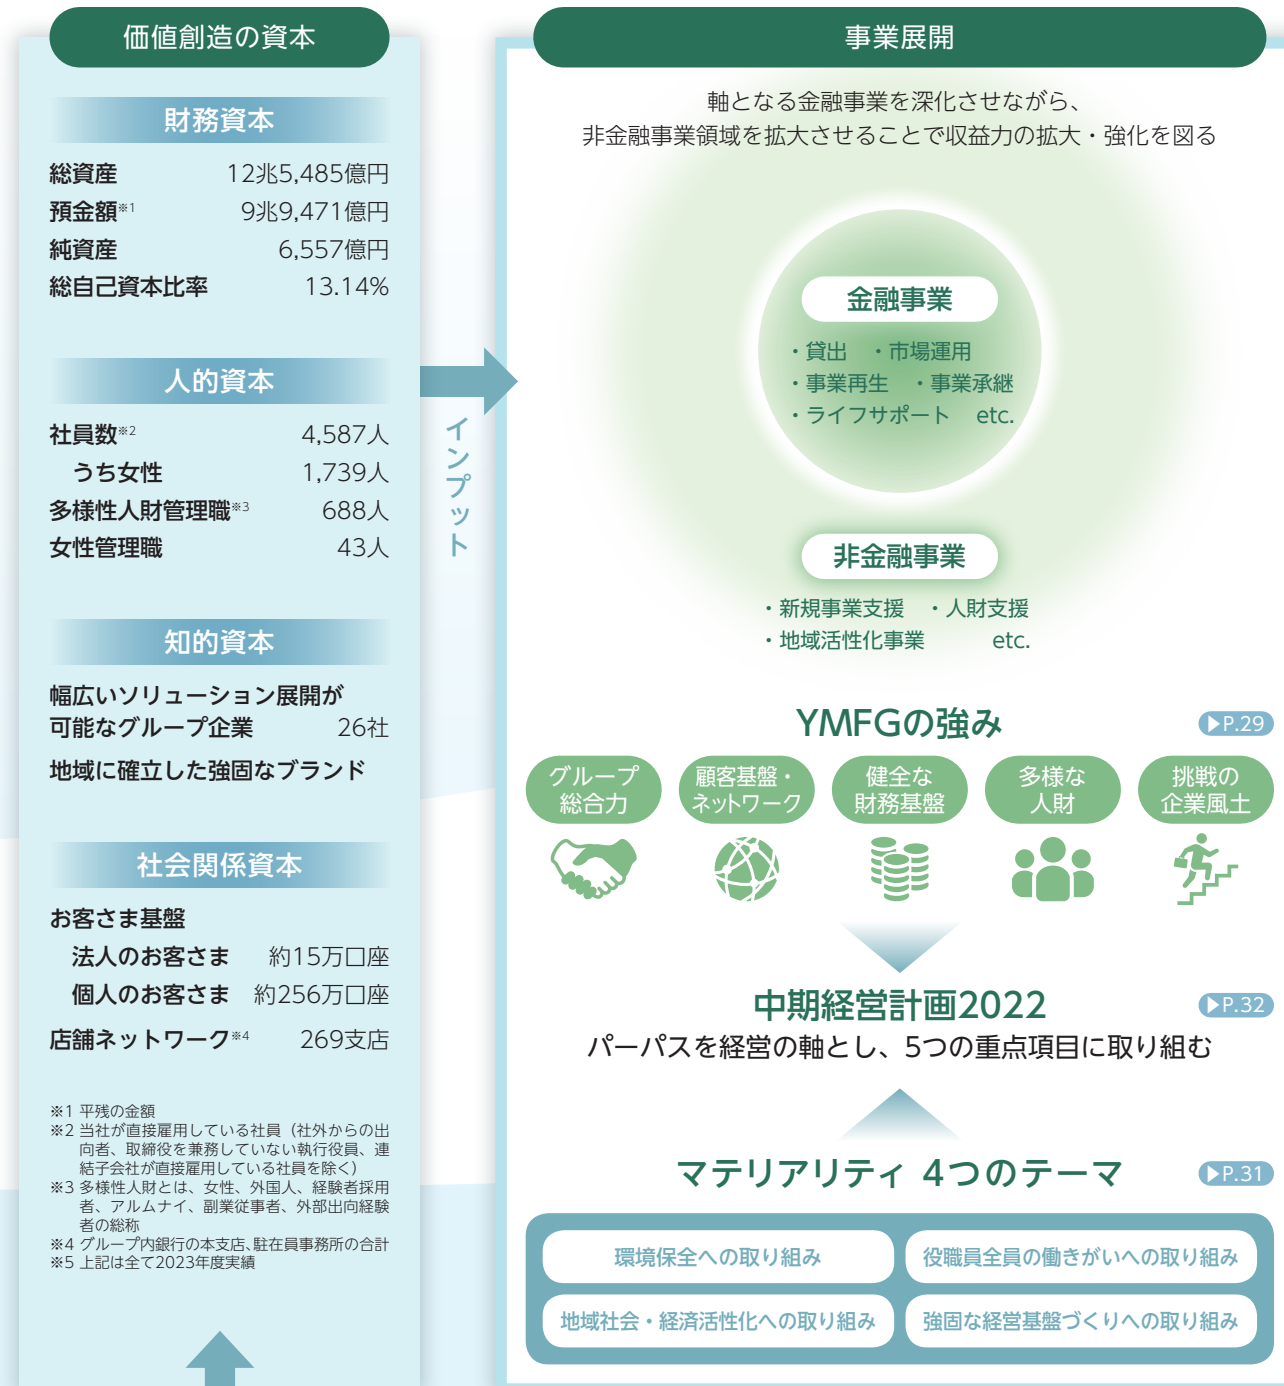 価値創造の資本
財務資本
総資産 12兆5,485億円
預金額※1 9兆9,471億円
純資産 6,557億円
総自己資本比率 13.14%
人的資本
社員数※2 4,587人
うち女性 1,739人
多様性人財管理職※3 688人
女性管理職 43人
知的資本
幅広いソリューション展開が
可能なグループ企業 26社
地域に確立した強固なブランド
社会関係資本
お客さま基盤
法人のお客さま 約15万口座
個人のお客さま 約256万口座
店舗ネットワーク※4 269支店
※1 平残の金額
※2 当社が直接雇用している社員（社外からの出
向者、取締役を兼務していない執行役員、連
結子会社が直接雇用している社員を除く）
※3 多様性人財とは、女性、外国人、経験者採用
者、アルムナイ、副業従事者、外部出向経験
者の総称
※4 グループ内銀行の本支店、駐在員事務所の合計
※5 上記は全て2023年度実績
インプット
事業展開
軸となる金融事業を深化させながら、
非金融事業領域を拡大させることで収益力の拡大・強化を図る
金融事業
・貸出 ・市場運用
・事業再生 ・事業承継
・ライフサポート etc.
非金融事業
・新規事業支援 ・人財支援
・地域活性化事業 etc.
YMFGの強み ▶P.29
グループ
総合力
顧客基盤・
ネットワーク
健全な
財務基盤
多様な
人財
挑戦の
企業風土
中期経営計画2022 ▶P.32
パーパスを経営の軸とし、5つの重点項目に取り組む
マテリアリティ 4つのテーマ ▶P.31
環境保全への取り組み
役職員全員の働きがいへの取り組み
地域社会・経済活性化への取り組み
強固な経営基盤づくりへの取り組み